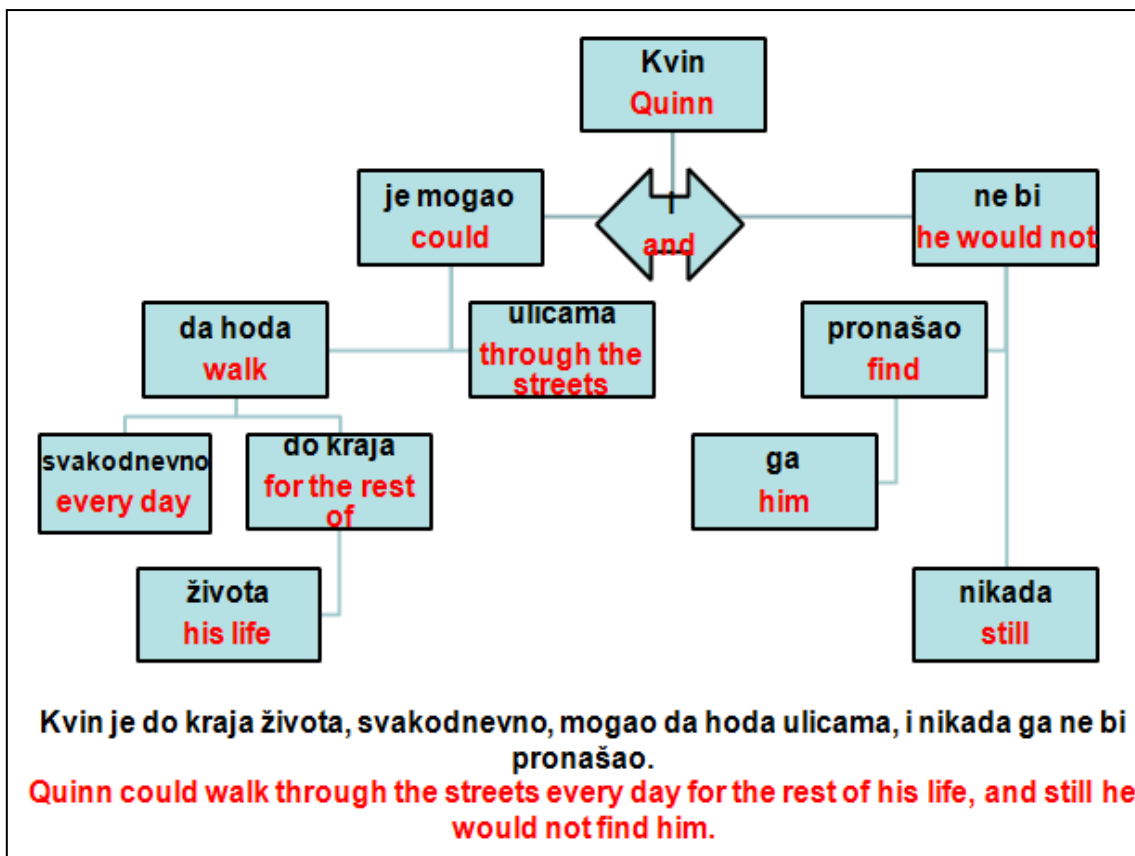 Kvin
Quinn
je mogao
could
i
and
ne bi
he would not
da hoda
walk
ulicama
through the
streets
pronašao
find
svakodnevno
every day
do kraja
for the rest
of
ga
him
života
his life
nikada
still
Kvin je do kraja života, svakodnevno, mogao da hoda ulicama, i nikada ga ne bi
pronašao.
Quinn could walk through the streets every day for the rest of his life, and still he
would not find him.